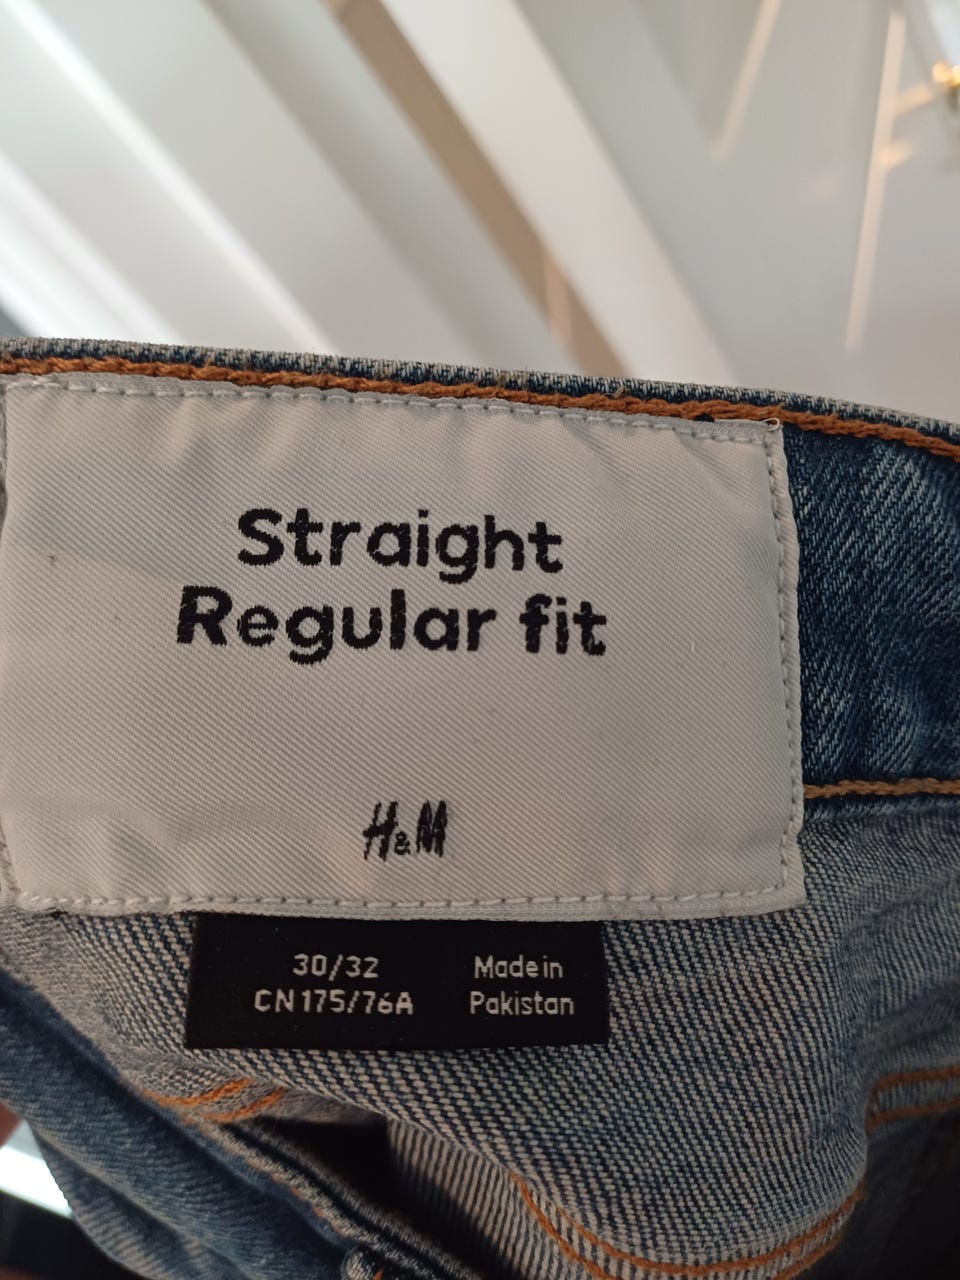 Straight
Regular fit
H&M
30/32
CN 175/76A
Made in
Pakistan